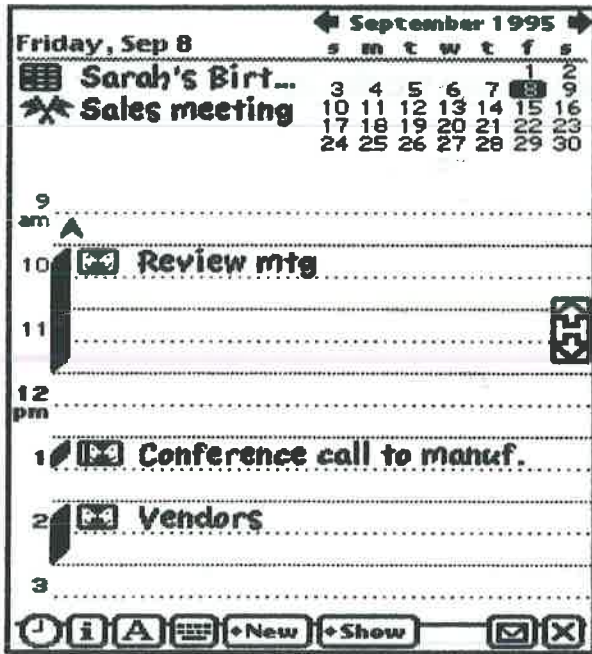 September 1995
Friday, Sep 8
s m t w t f s
1 2
3 4 5 6 7 8 9
10 11 12 13 14 15 16
17 18 19 20 21 22 23
24 25 26 27 28 29 30
Sarah's Birt...
Sales meeting
9
am
10 Review mtg
11
12
pm
1 Conference call to manuf.
2 Vendors
3
i A New Show